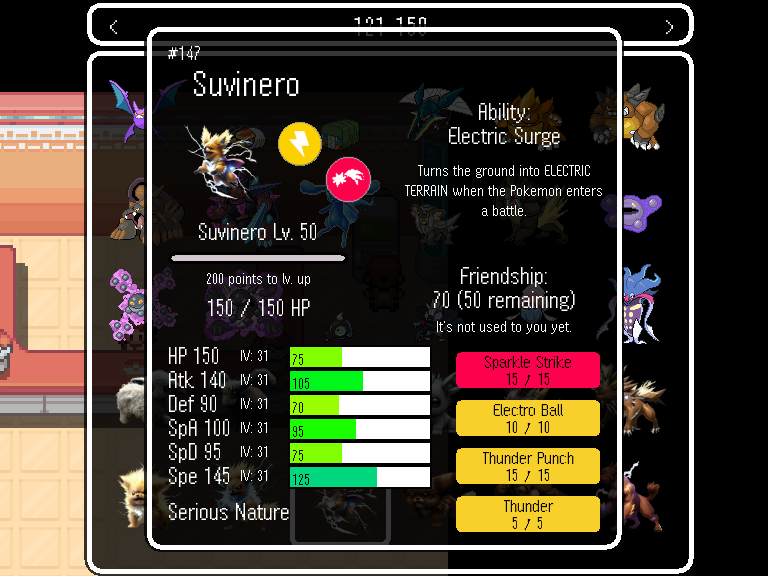 121-150
#147
Suvinero
Ability:
Electric Surge
Turns the ground into ELECTRIC
TERRAIN when the Pokemon enters
a battle.
Suvinero Lv. 50
200 points to lv. up
150 / 150 HP
Friendship:
70 (50 remaining)
It's not used to you yet.
HP 150 IV: 31 75
Atk 140 IV: 31 105
Def 90 IV: 31 70
SpA 100 IV: 31 95
SpD 95 IV: 31 75
Spe 145 IV: 31 125
Serious Nature
Sparkle Strike
15 / 15
Electro Ball
10 / 10
Thunder Punch
15 / 15
Thunder
5 / 5